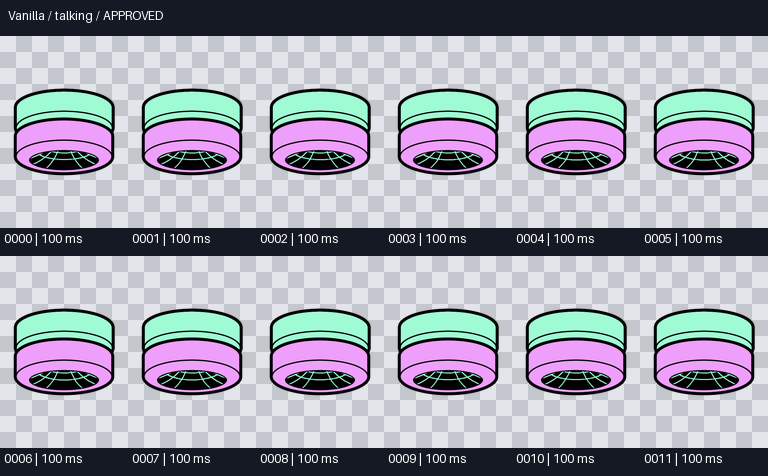 Vanilla / talking / APPROVED
0000 | 100 ms 0001 | 100 ms 0002 | 100 ms 0003 | 100 ms 0004 | 100 ms 0005 | 100 ms
0006 | 100 ms 0007 | 100 ms 0008 | 100 ms 0009 | 100 ms 0010 | 100 ms 0011 | 100 ms